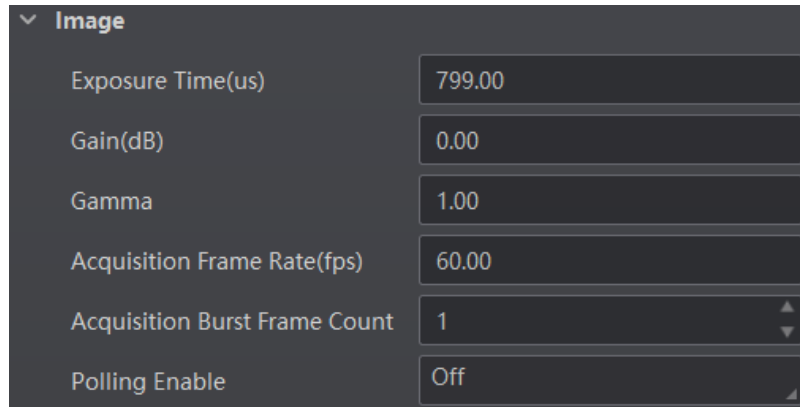 Image
Exposure Time(us) 799.00
Gain(dB) 0.00
Gamma 1.00
Acquisition Frame Rate(fps) 60.00
Acquisition Burst Frame Count 1
Polling Enable Off